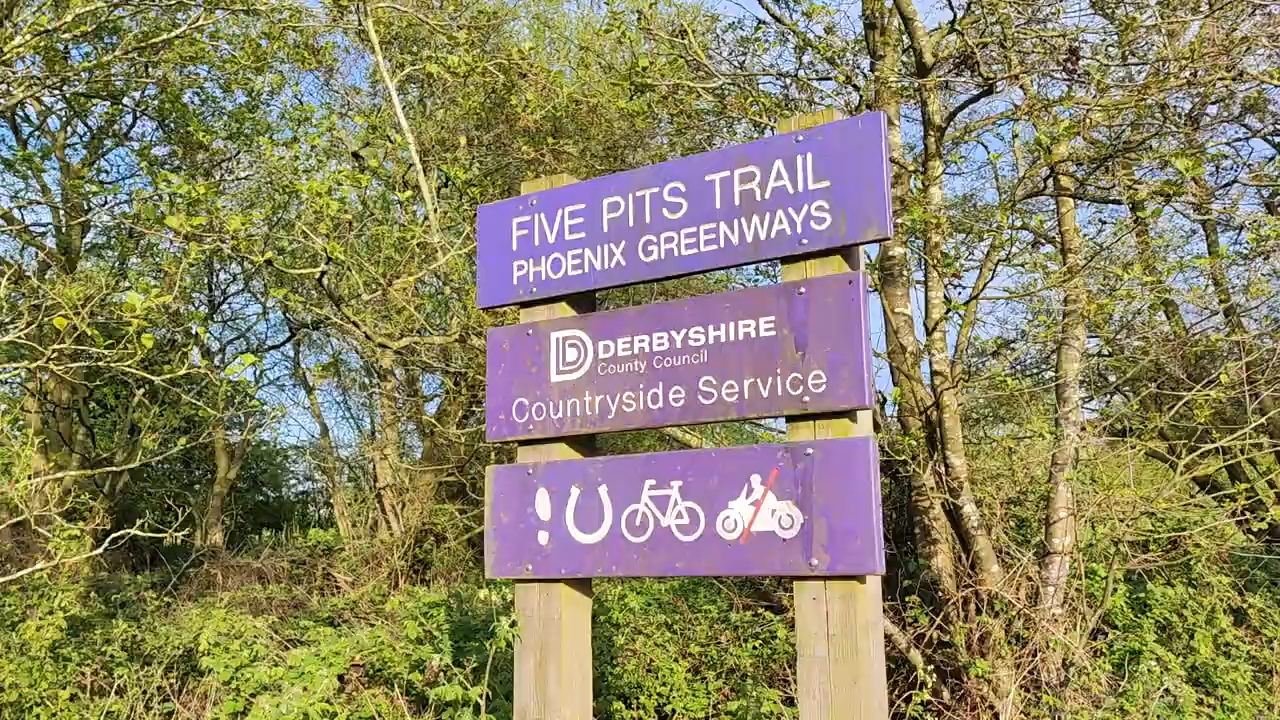 FIVE PITS TRAIL
PHOENIX GREENWAYS
DERBYSHIRE
County Council
Countryside Service